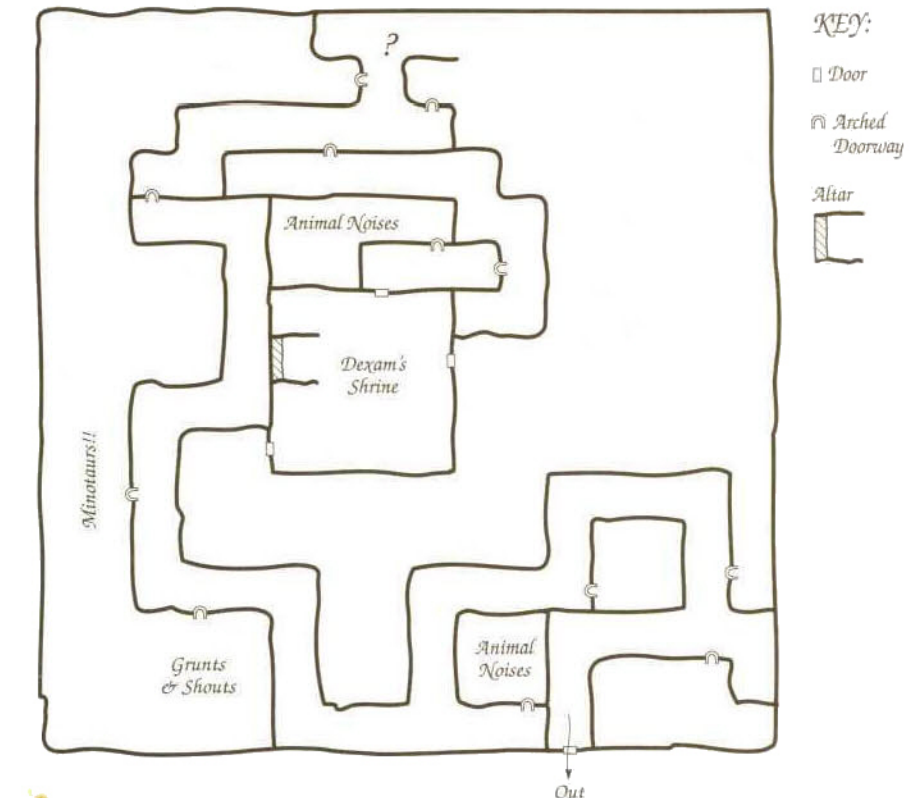 ?
KEY:
Door
Arched
Doorway
Altar
Animal Noises
Dexam's
Shrine
Minotaurs!!
Grunts
& Shouts
Animal
Noises
Out